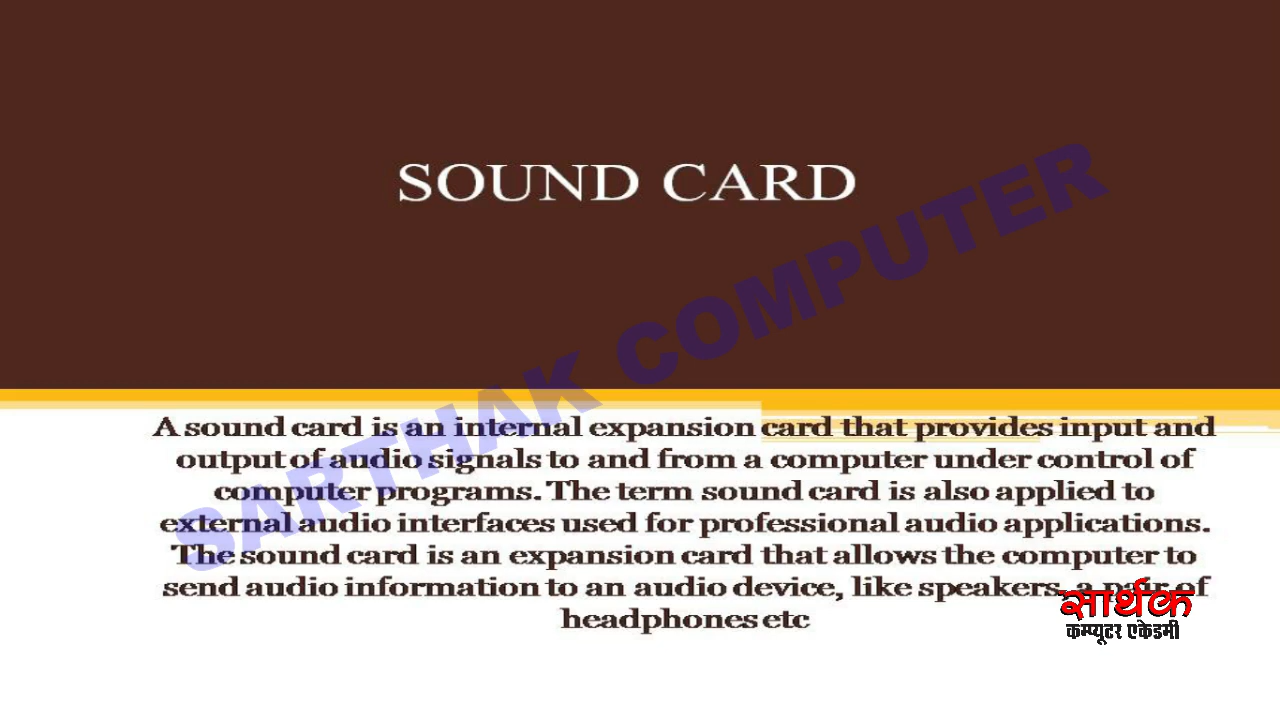 SOUND CARD
SARTHAK COMPUTER
A sound card is an internal expansion card that provides input and
output of audio signals to and from a computer under control of
computer programs. The term sound card is also applied to
external audio interfaces used for professional audio applications.
The sound card is an expansion card that allows the computer to
send audio information to an audio device, like speakers, a pair of
headphones etc
सार्थक
कम्प्यूटर एकेडमी